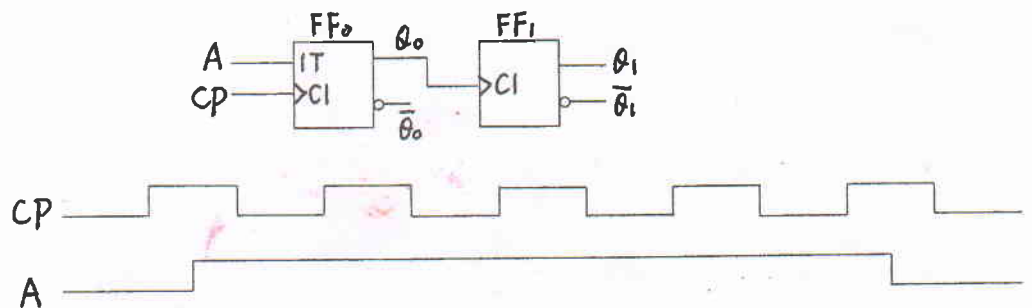 FF₀ FF₁
A 1T Q₀ Q₁
CP C1 C1
Q̅₀ Q̅₁
CP
A